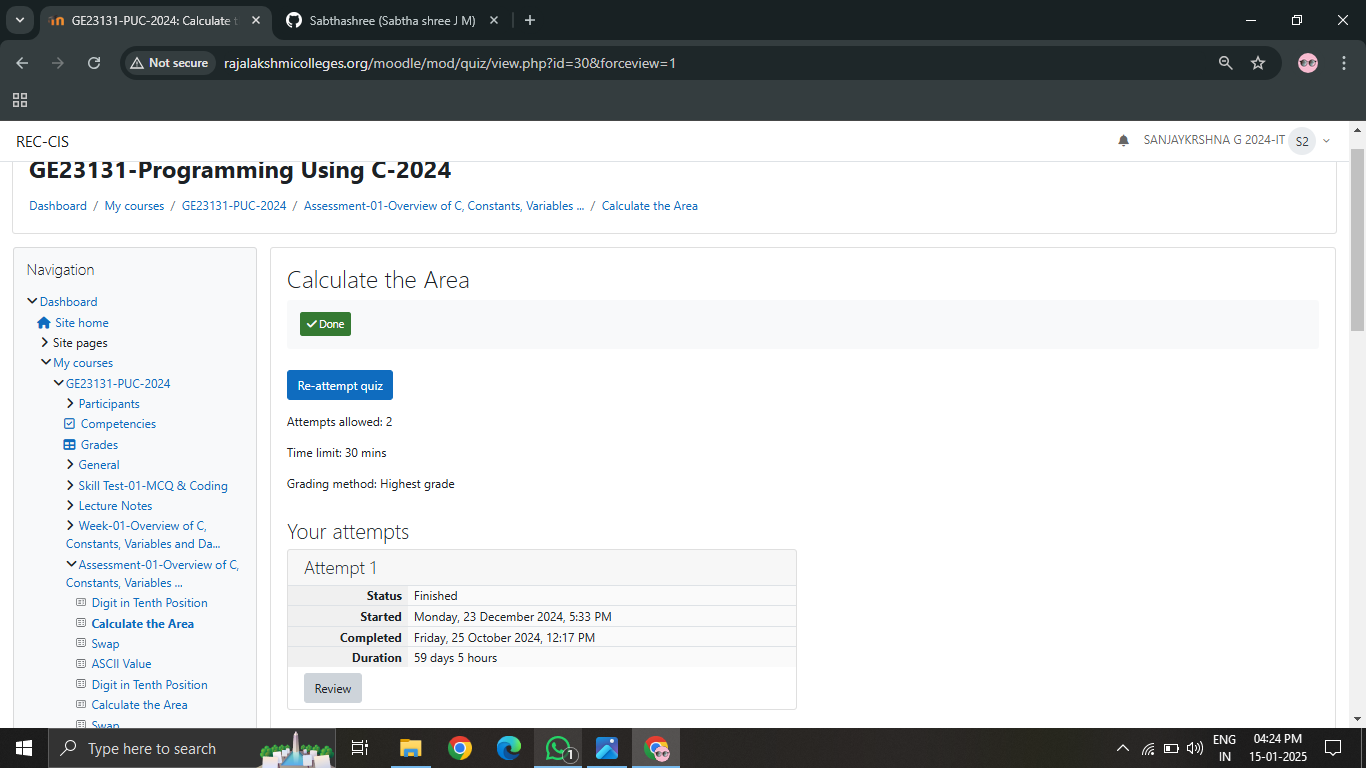 GE23131-PUC-2024: Calculate t
Sabthashree (Sabtha shree J M)
Not secure
rajalakshmicolleges.org/moodle/mod/quiz/view.php?id=30&forceview=1
REC-CIS
SANJAYKRSHNA G 2024-IT
S2
GE23131-Programming Using C-2024
Dashboard / My courses / GE23131-PUC-2024 / Assessment-01-Overview of C, Constants, Variables ... / Calculate the Area
Navigation
Dashboard
Site home
Site pages
My courses
GE23131-PUC-2024
Participants
Competencies
Grades
General
Skill Test-01-MCQ & Coding
Lecture Notes
Week-01-Overview of C,
Constants, Variables and Da...
Assessment-01-Overview of C,
Constants, Variables ...
Digit in Tenth Position
Calculate the Area
Swap
ASCII Value
Digit in Tenth Position
Calculate the Area
Swap
Calculate the Area
Done
Re-attempt quiz
Attempts allowed: 2
Time limit: 30 mins
Grading method: Highest grade
Your attempts
Attempt 1
Status Finished
Started Monday, 23 December 2024, 5:33 PM
Completed Friday, 25 October 2024, 12:17 PM
Duration 59 days 5 hours
Review
Type here to search
1
ENG
IN
04:24 PM
15-01-2025